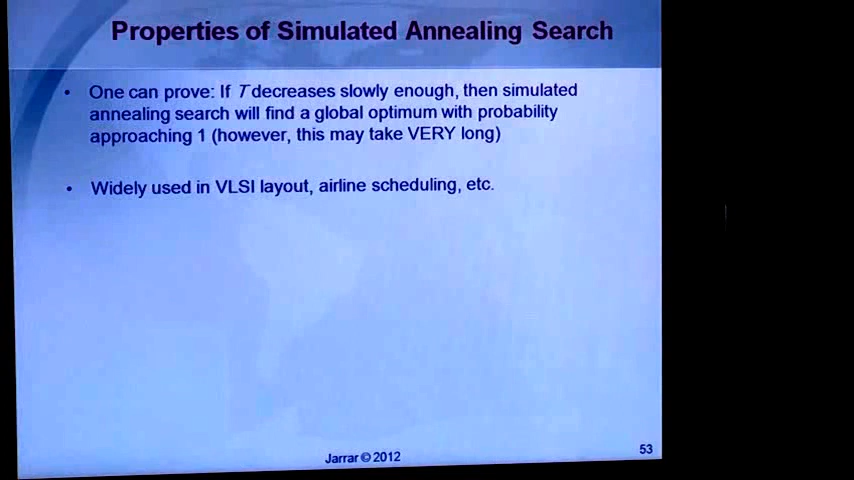 Properties of Simulated Annealing Search
• One can prove: If T decreases slowly enough, then simulated
annealing search will find a global optimum with probability
approaching 1 (however, this may take VERY long)
• Widely used in VLSI layout, airline scheduling, etc.
Jarrar © 2012
53